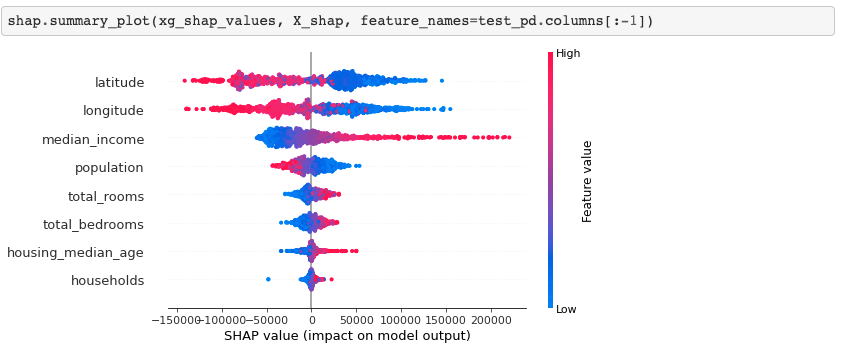 shap.summary_plot(xg_shap_values, X_shap, feature_names=test_pd.columns[:-1])
High
latitude
longitude
median_income
population
total_rooms
total_bedrooms
housing_median_age
households
Feature value
Low
−150000 −100000 −50000 0 50000 100000 150000 200000
SHAP value (impact on model output)